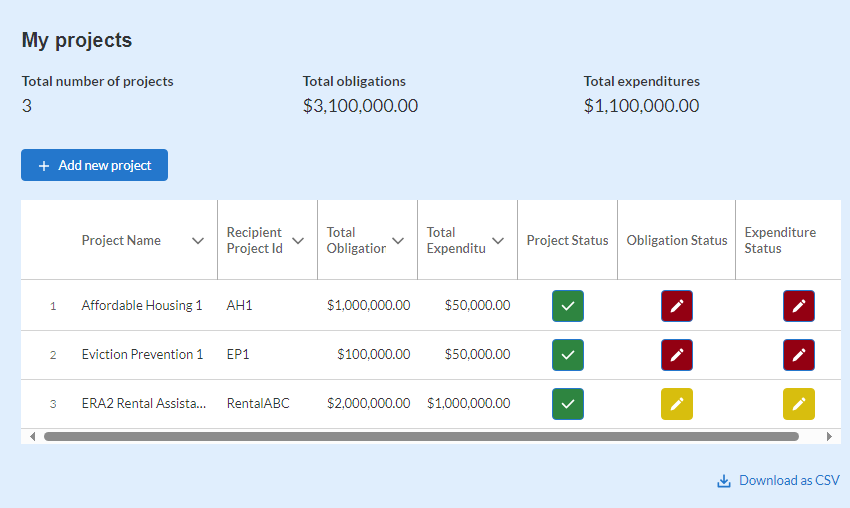 My projects
Total number of projects Total obligations Total expenditures
3 $3,100,000.00 $1,100,000.00
+ Add new project
Project Name Recipient Project Id Total Obligatior Total Expenditu Project Status Obligation Status Expenditure Status
1 Affordable Housing 1 AH1 $1,000,000.00 $50,000.00
2 Eviction Prevention 1 EP1 $100,000.00 $50,000.00
3 ERA2 Rental Assista... RentalABC $2,000,000.00 $1,000,000.00
Download as CSV